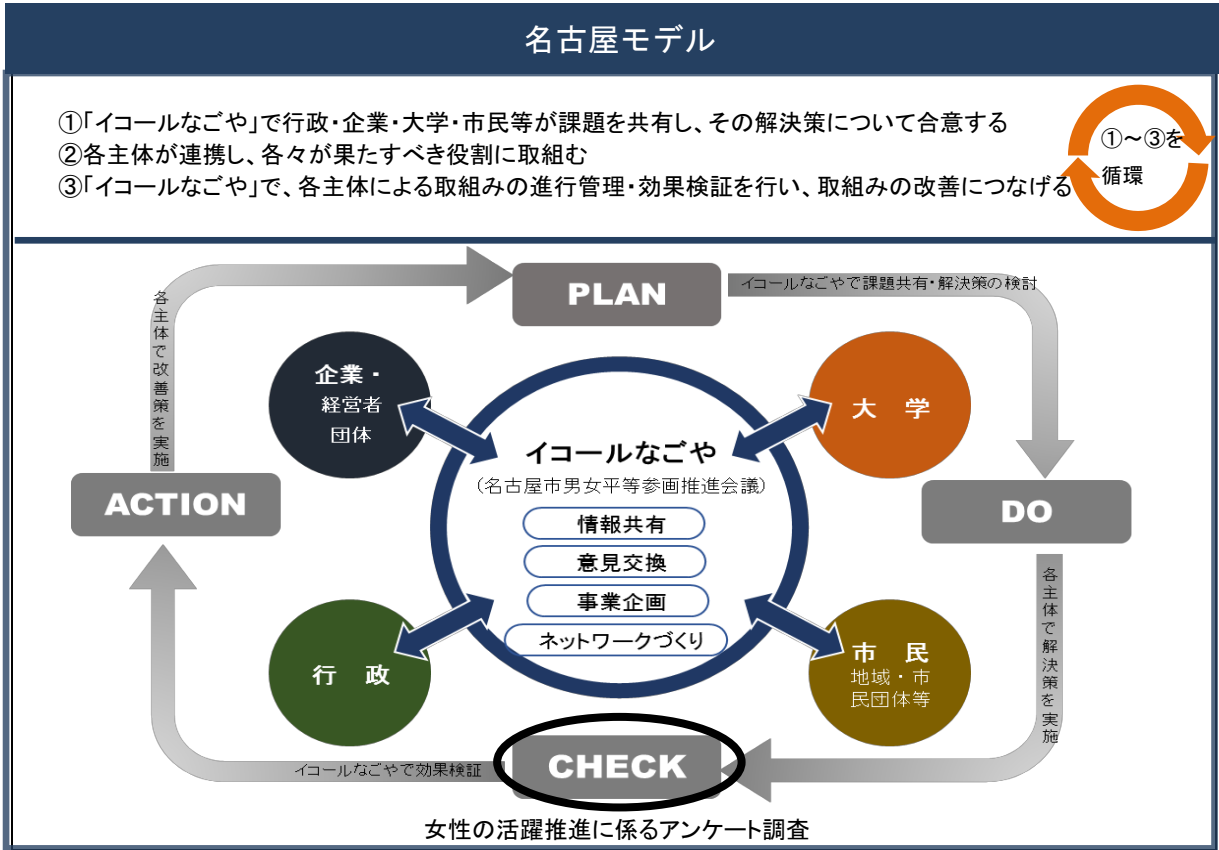 名古屋モデル
①「イコールなごや」で行政・企業・大学・市民等が課題を共有し、その解決策について合意する
②各主体が連携し、各々が果たすべき役割に取組む
③「イコールなごや」で、各主体による取組みの進行管理・効果検証を行い、取組みの改善につなげる
①～③を
循環
PLAN
イコールなごやで課題共有・解決策の検討
各主体で改善策を実施
企業・
経営者
団体
大　学
イコールなごや
（名古屋市男女平等参画推進会議）
情報共有
意見交換
事業企画
ネットワークづくり
ACTION
DO
各主体で解決策を実施
行　政
市　民
地域・市
民団体等
イコールなごやで効果検証
CHECK
女性の活躍推進に係るアンケート調査